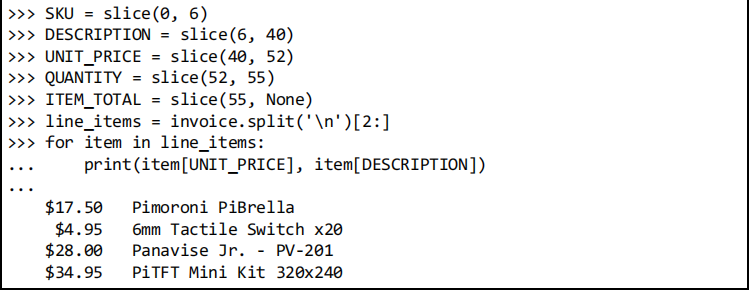 >>> SKU = slice(0, 6)
>>> DESCRIPTION = slice(6, 40)
>>> UNIT_PRICE = slice(40, 52)
>>> QUANTITY = slice(52, 55)
>>> ITEM_TOTAL = slice(55, None)
>>> line_items = invoice.split('\n')[2:]
>>> for item in line_items:
...     print(item[UNIT_PRICE], item[DESCRIPTION])
...
    $17.50   Pimoroni PiBrella
     $4.95   6mm Tactile Switch x20
    $28.00   Panavise Jr. - PV-201
    $34.95   PiTFT Mini Kit 320x240